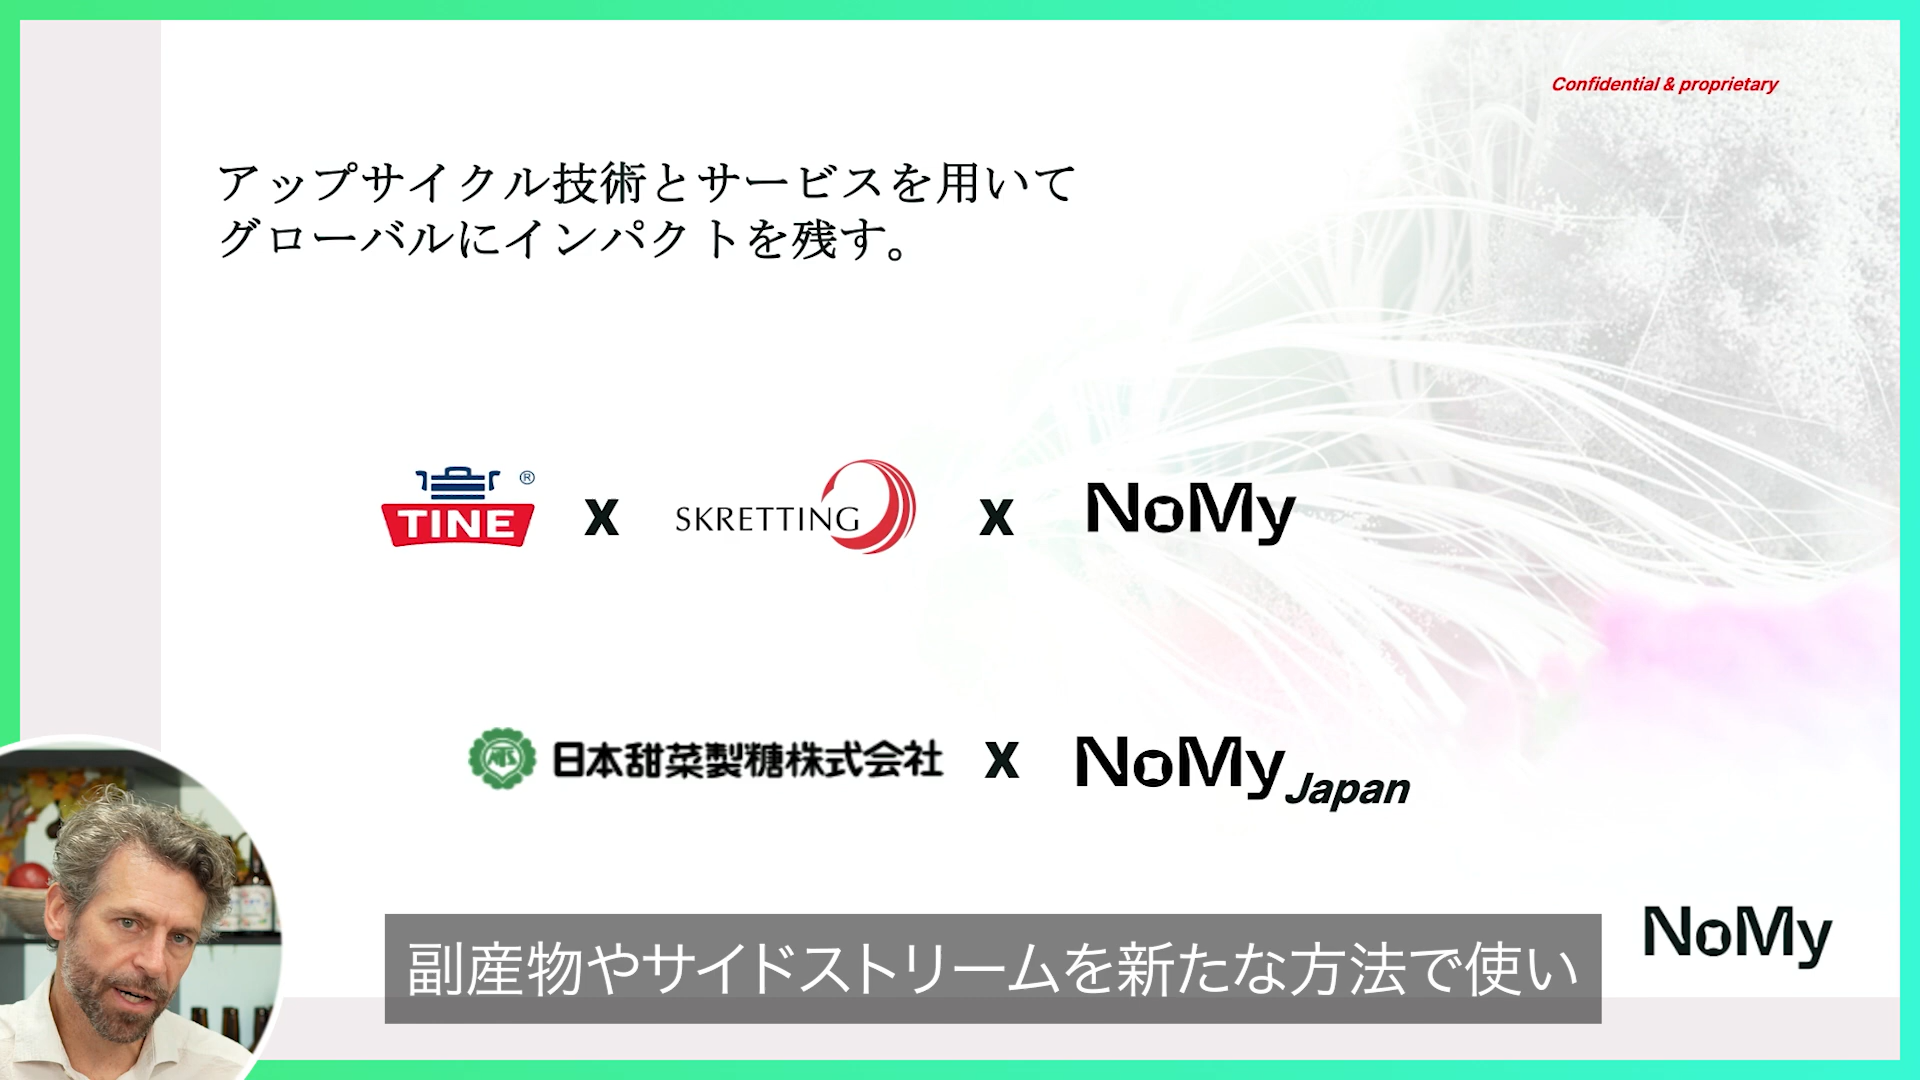 Confidential & proprietary
アップサイクル技術とサービスを用いて
グローバルにインパクトを残す。
TINE ® x SKRETTING x NoMy
日本甜菜製糖株式会社 x NoMy Japan
NoMy
副産物やサイドストリームを新たな方法で使い